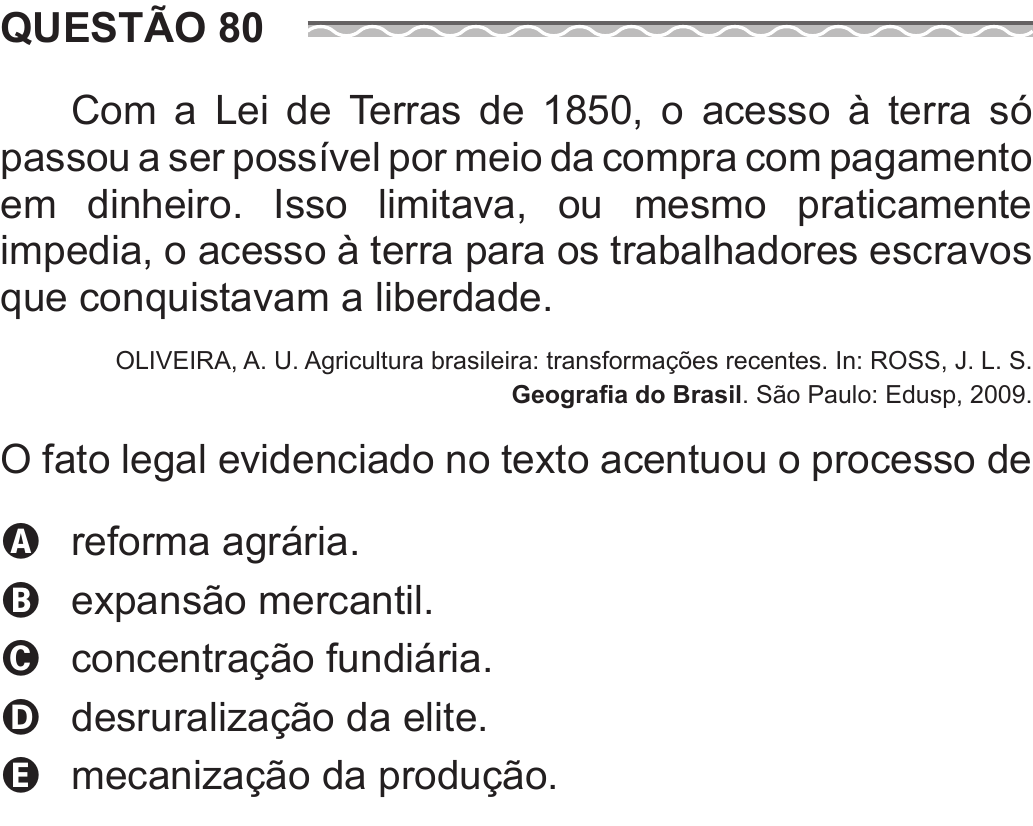 QUESTÃO 80
Com a Lei de Terras de 1850, o acesso à terra só
passou a ser possível por meio da compra com pagamento
em dinheiro. Isso limitava, ou mesmo praticamente
impedia, o acesso à terra para os trabalhadores escravos
que conquistavam a liberdade.
OLIVEIRA, A. U. Agricultura brasileira: transformações recentes. In: ROSS, J. L. S.
Geografia do Brasil. São Paulo: Edusp, 2009.
O fato legal evidenciado no texto acentuou o processo de
A reforma agrária.
B expansão mercantil.
C concentração fundiária.
D desruralização da elite.
E mecanização da produção.